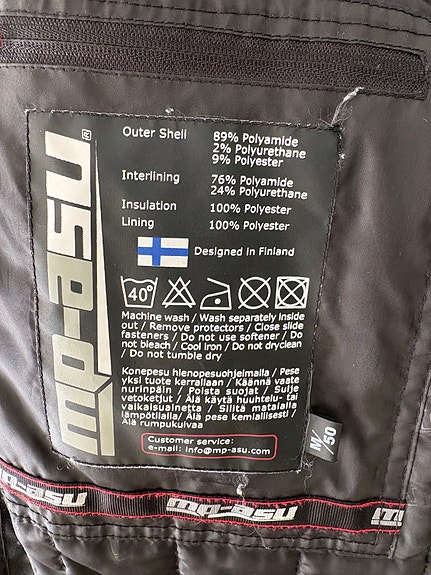 mp-asu®
Outer Shell 89% Polyamide
2% Polyurethane
9% Polyester
Interlining 76% Polyamide
24% Polyurethane
Insulation 100% Polyester
Lining 100% Polyester
Designed in Finland
40°
Machine wash / Wash separately inside
out / Remove protectors / Close slide
fasteners / Do not use softener / Do
not bleach / Cool iron / Do not dryclean
/ Do not tumble dry
Konepesu hienopesuohjelmalla / Pese
yksi tuote kerrallaan / Käännä vaate
nurinpäin / Poista suojat / Sulje
vetoketjut / Älä käytä huuhtelu- tai
vaikaisuainetta / Silitä matalalla
lämpötilalla / Älä pese kemiallisesti /
Älä rumpukuivaa
Customer service:
e-mail: info@mp-asu.com
M/50
mp-asu mp-asu m